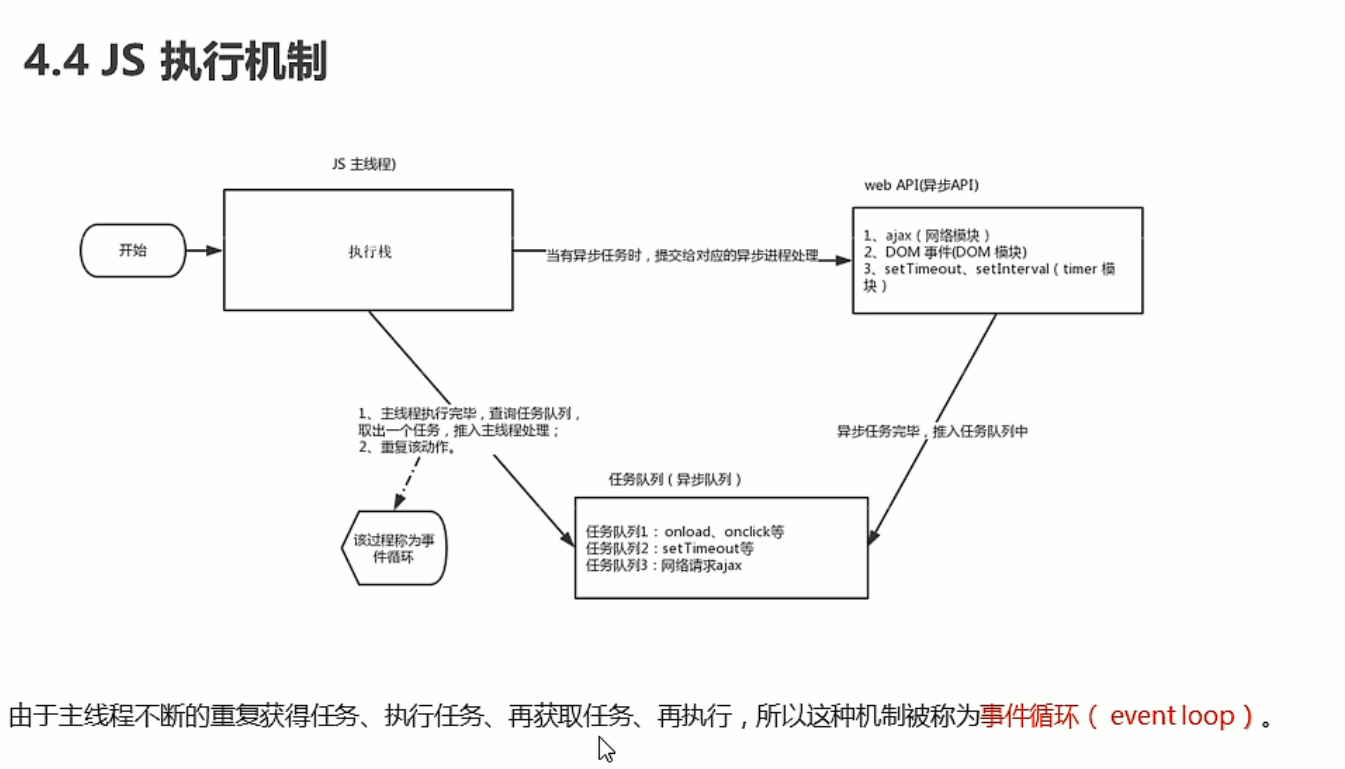 4.4 JS 执行机制
JS 主线程)
web API(异步API)
开始
执行栈
当有异步任务时，提交给对应的异步进程处理
1、ajax（网络模块）
2、DOM 事件(DOM 模块)
3、setTimeout、setInterval（timer 模
块）
1、主线程执行完毕，查询任务队列，
取出一个任务，推入主线程处理；
2、重复该动作。
异步任务完毕，推入任务队列中
任务队列（异步队列）
任务队列1： onload、onclick等
任务队列2：setTimeout等
任务队列3：网络请求ajax
该过程称为事
件循环
由于主线程不断的重复获得任务、执行任务、再获取任务、再执行，所以这种机制被称为事件循环（ event loop）。